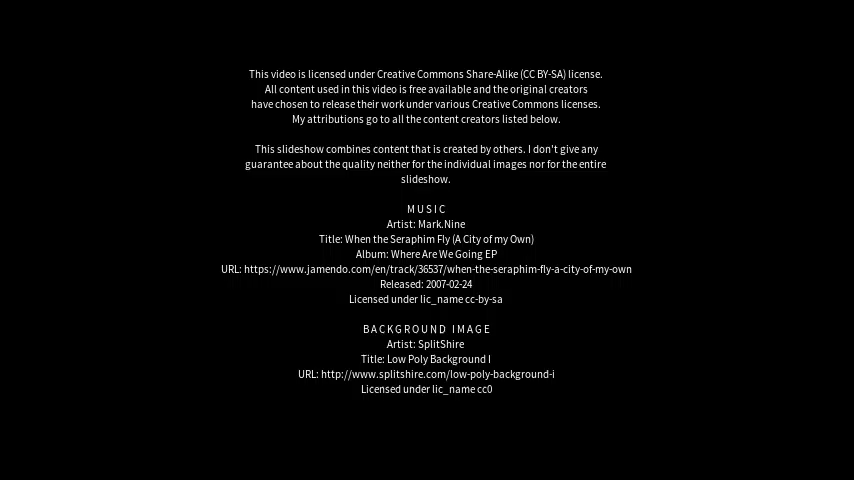 This video is licensed under Creative Commons Share-Alike (CC BY-SA) license.
All content used in this video is free available and the original creators
have chosen to release their work under various Creative Commons licenses.
My attributions go to all the content creators listed below.
This slideshow combines content that is created by others. I don't give any
guarantee about the quality neither for the individual images nor for the entire
slideshow.
MUSIC
Artist: Mark.Nine
Title: When the Seraphim Fly (A City of my Own)
Album: Where Are We Going EP
URL: https://www.jamendo.com/en/track/36537/when-the-seraphim-fly-a-city-of-my-own
Released: 2007-02-24
Licensed under lic_name cc-by-sa
BACKGROUND IMAGE
Artist: SplitShire
Title: Low Poly Background I
URL: http://www.splitshire.com/low-poly-background-i
Licensed under lic_name cc0